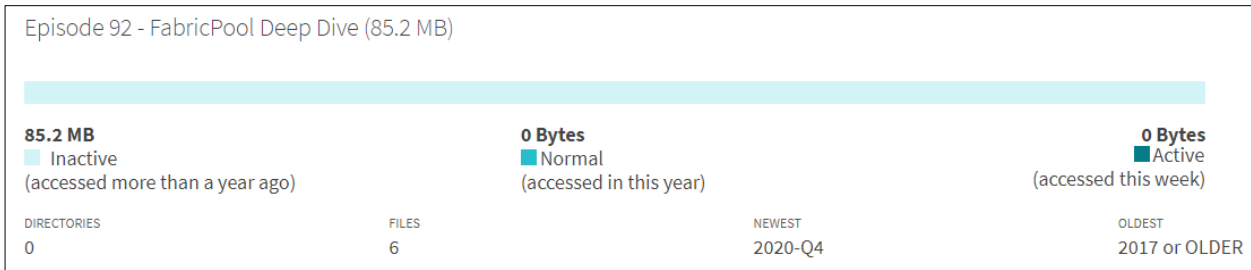 Episode 92 - FabricPool Deep Dive (85.2 MB)
85.2 MB
Inactive
(accessed more than a year ago)
0 Bytes
Normal
(accessed in this year)
0 Bytes
Active
(accessed this week)
DIRECTORIES
0
FILES
6
NEWEST
2020-Q4
OLDEST
2017 or OLDER